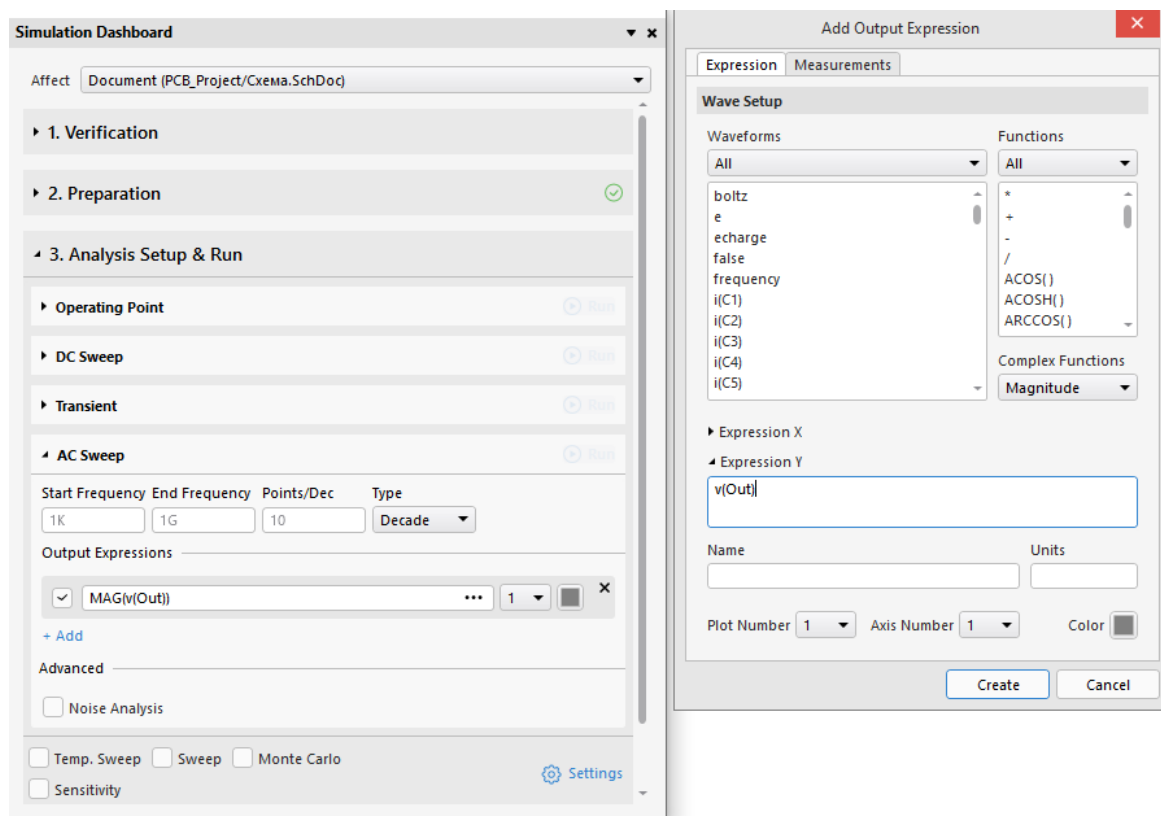 Simulation Dashboard
Affect Document (PCB_Project/Схема.SchDoc)
1. Verification
2. Preparation
3. Analysis Setup & Run
Operating Point Run
DC Sweep Run
Transient Run
AC Sweep Run
Start Frequency End Frequency Points/Dec Type
1K 1G 10 Decade
Output Expressions
MAG(v(Out)) ••• 1
+ Add
Advanced
Noise Analysis
Temp. Sweep Sweep Monte Carlo
Settings
Sensitivity
Add Output Expression
Expression Measurements
Wave Setup
Waveforms Functions
All All
boltz
e
echarge
false
frequency
i(C1)
i(C2)
i(C3)
i(C4)
i(C5)
*
+
-
/
ACOS()
ACOSH()
ARCCOS()
Complex Functions
Magnitude
Expression X
Expression Y
v(Out)
Name Units
Plot Number 1 Axis Number 1 Color
Create Cancel